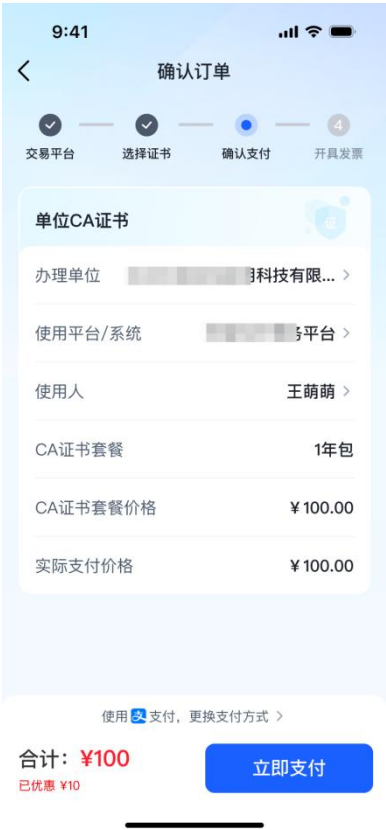 9:41
确认订单
4
交易平台 选择证书 确认支付 开具发票
单位CA证书
证
办理单位 科技有限...
使用平台/系统 平台
使用人 王萌萌
CA证书套餐 1年包
CA证书套餐价格 ¥100.00
实际支付价格 ¥100.00
使用支支付，更换支付方式
合计：¥100
已优惠 ¥10
立即支付